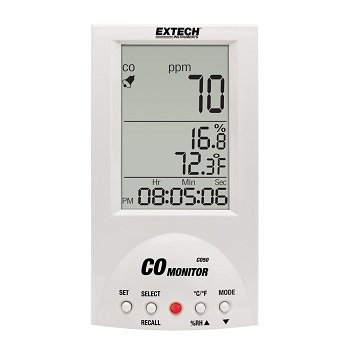 EXTECH
INSTRUMENTS
co ppm
70
16.8%
72.3°F
Hr Min Sec
PM 08:05:06
CO50
CO MONITOR
SET SELECT °C/°F MODE
RECALL %RH ▲ ▼